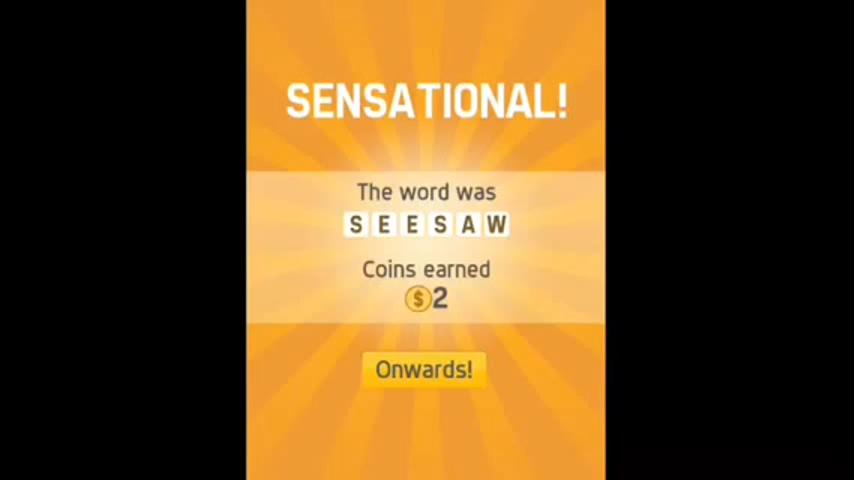 SENSATIONAL!
The word was
SEESAW
Coins earned
$2
Onwards!